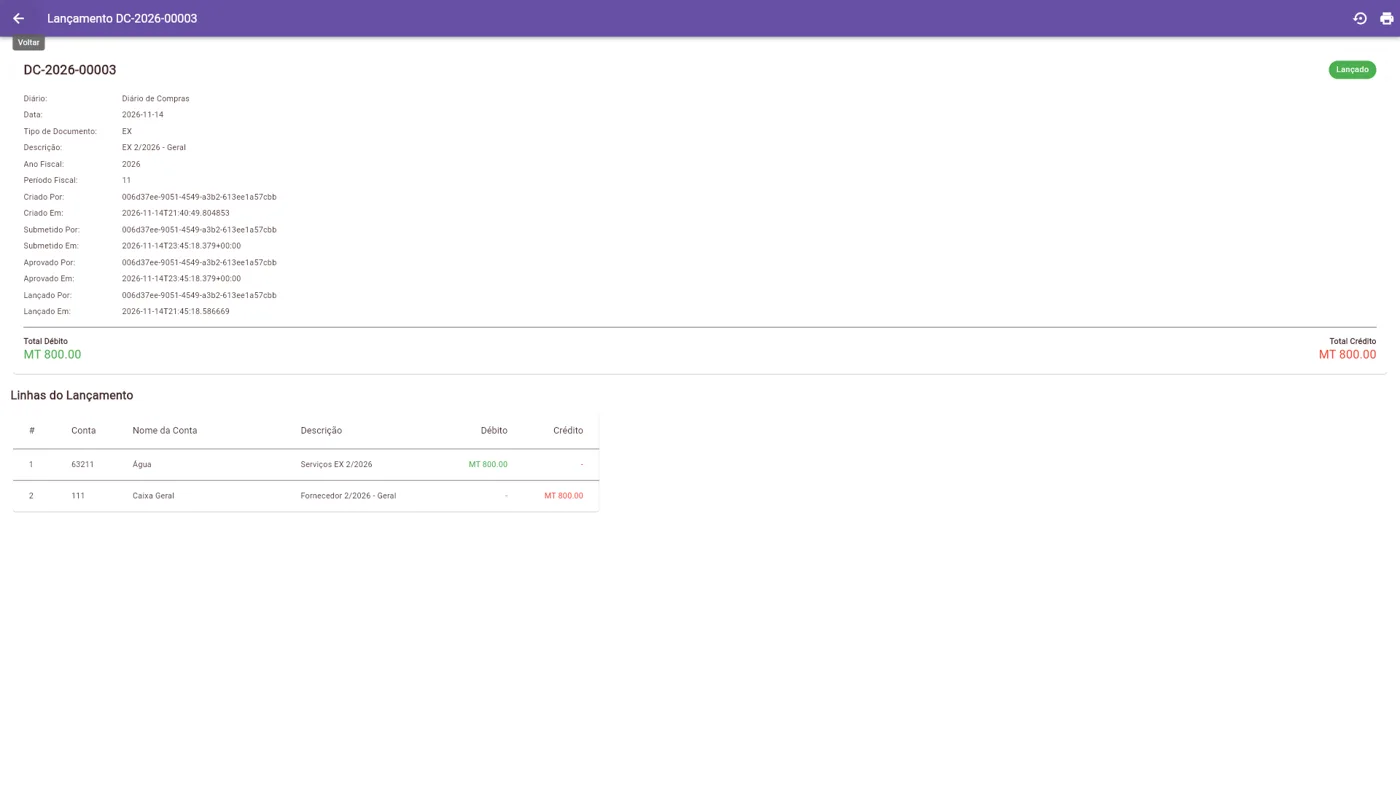 Lançamento DC-2026-00003
Voltar
DC-2026-00003
Lançado
Diário: Diário de Compras
Data: 2026-11-14
Tipo de Documento: EX
Descrição: EX 2/2026 - Geral
Ano Fiscal: 2026
Período Fiscal: 11
Criado Por: 006d37ee-9051-4549-a3b2-613ee1a57cbb
Criado Em: 2026-11-14T21:40:49.804853
Submetido Por: 006d37ee-9051-4549-a3b2-613ee1a57cbb
Submetido Em: 2026-11-14T23:45:18.379+00:00
Aprovado Por: 006d37ee-9051-4549-a3b2-613ee1a57cbb
Aprovado Em: 2026-11-14T23:45:18.379+00:00
Lançado Por: 006d37ee-9051-4549-a3b2-613ee1a57cbb
Lançado Em: 2026-11-14T21:45:18.586669
Total Débito Total Crédito
MT 800.00 MT 800.00
Linhas do Lançamento
# Conta Nome da Conta Descrição Débito Crédito
1 63211 Água Serviços EX 2/2026 MT 800.00 -
2 111 Caixa Geral Fornecedor 2/2026 - Geral - MT 800.00